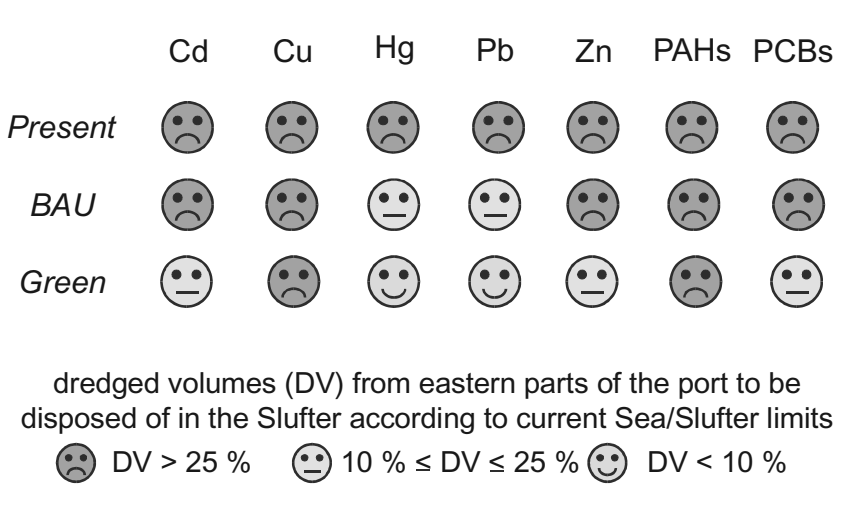 Cd Cu Hg Pb Zn PAHs PCBs
Present
BAU
Green
dredged volumes (DV) from eastern parts of the port to be
disposed of in the Slufter according to current Sea/Slufter limits
DV > 25 % 10 % ≤ DV ≤ 25 % DV < 10 %